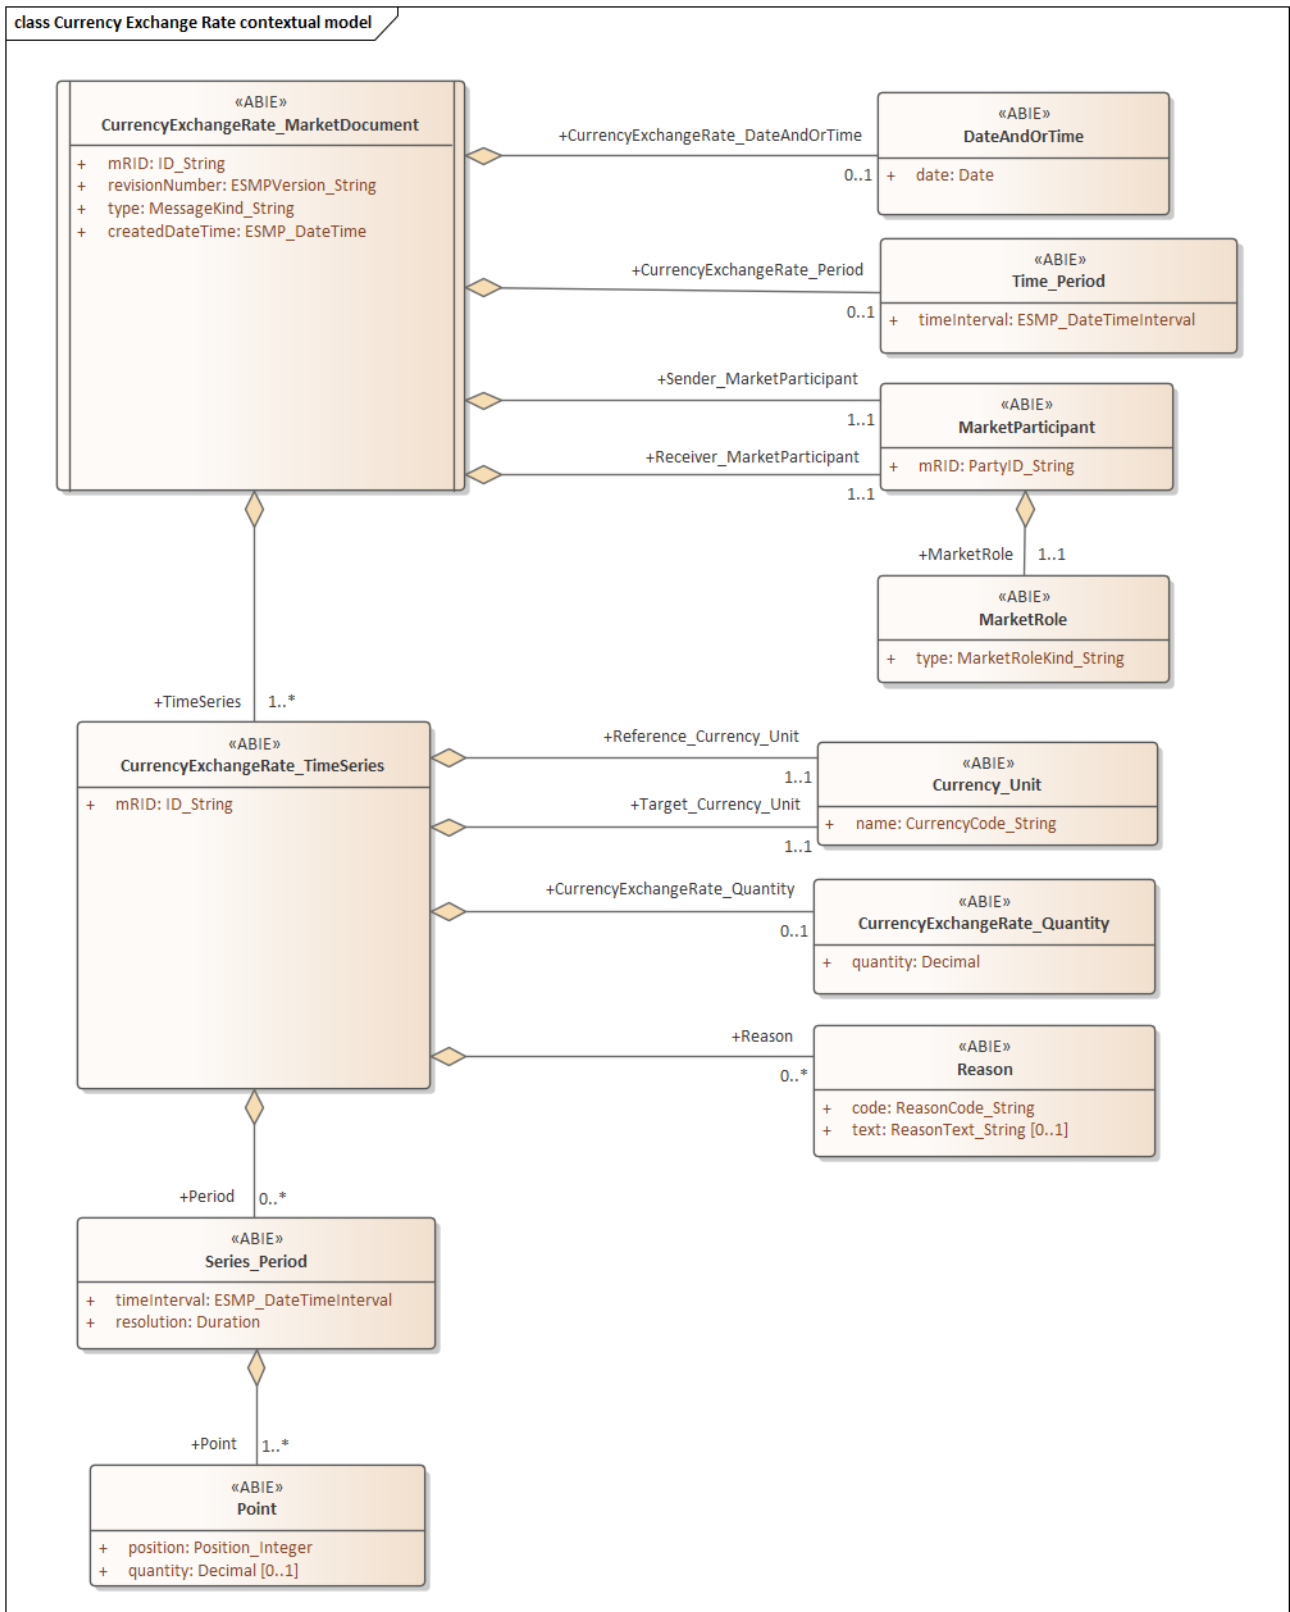 class Currency Exchange Rate contextual model
«ABIE»
CurrencyExchangeRate_MarketDocument
+ mRID: ID_String
+ revisionNumber: ESMPVersion_String
+ type: MessageKind_String
+ createdDateTime: ESMP_DateTime
+CurrencyExchangeRate_DateAndOrTime
0..1
«ABIE»
DateAndOrTime
+ date: Date
+CurrencyExchangeRate_Period
0..1
«ABIE»
Time_Period
+ timeInterval: ESMP_DateTimeInterval
+Sender_MarketParticipant
1..1
+Receiver_MarketParticipant
1..1
«ABIE»
MarketParticipant
+ mRID: PartyID_String
+MarketRole 1..1
«ABIE»
MarketRole
+ type: MarketRoleKind_String
+TimeSeries 1..*
«ABIE»
CurrencyExchangeRate_TimeSeries
+ mRID: ID_String
+Reference_Currency_Unit
1..1
+Target_Currency_Unit
1..1
«ABIE»
Currency_Unit
+ name: CurrencyCode_String
+CurrencyExchangeRate_Quantity
0..1
«ABIE»
CurrencyExchangeRate_Quantity
+ quantity: Decimal
+Reason
0..*
«ABIE»
Reason
+ code: ReasonCode_String
+ text: ReasonText_String [0..1]
+Period 0..*
«ABIE»
Series_Period
+ timeInterval: ESMP_DateTimeInterval
+ resolution: Duration
+Point 1..*
«ABIE»
Point
+ position: Position_Integer
+ quantity: Decimal [0..1]